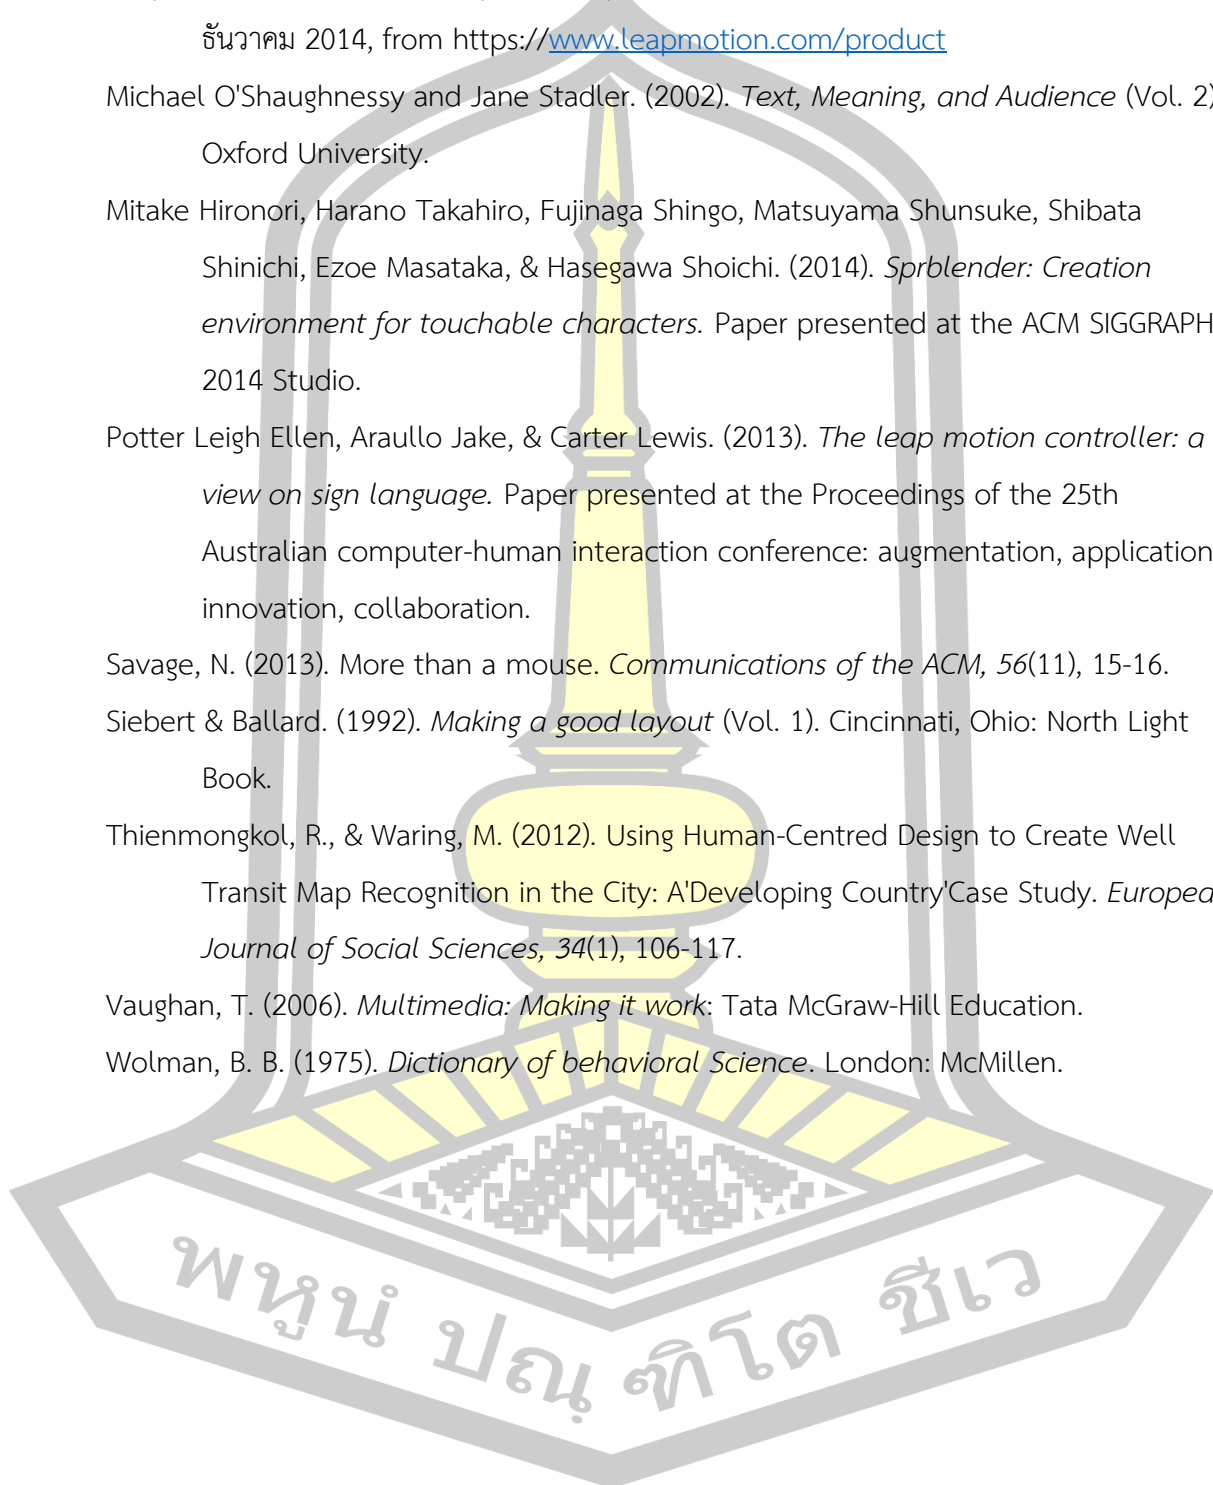 ธันวาคม 2014, from https://www.leapmotion.com/product
Michael O'Shaughnessy and Jane Stadler. (2002). Text, Meaning, and Audience (Vol. 2)
Oxford University.
Mitake Hironori, Harano Takahiro, Fujinaga Shingo, Matsuyama Shunsuke, Shibata
Shinichi, Ezoe Masataka, & Hasegawa Shoichi. (2014). Sprblender: Creation
environment for touchable characters. Paper presented at the ACM SIGGRAPH
2014 Studio.
Potter Leigh Ellen, Araullo Jake, & Carter Lewis. (2013). The leap motion controller: a
view on sign language. Paper presented at the Proceedings of the 25th
Australian computer-human interaction conference: augmentation, application
innovation, collaboration.
Savage, N. (2013). More than a mouse. Communications of the ACM, 56(11), 15-16.
Siebert & Ballard. (1992). Making a good layout (Vol. 1). Cincinnati, Ohio: North Light
Book.
Thienmongkol, R., & Waring, M. (2012). Using Human-Centred Design to Create Well
Transit Map Recognition in the City: A'Developing Country'Case Study. Europea
Journal of Social Sciences, 34(1), 106-117.
Vaughan, T. (2006). Multimedia: Making it work: Tata McGraw-Hill Education.
Wolman, B. B. (1975). Dictionary of behavioral Science. London: McMillen.
พหูนํ ปณฺฑิโต ชีเว